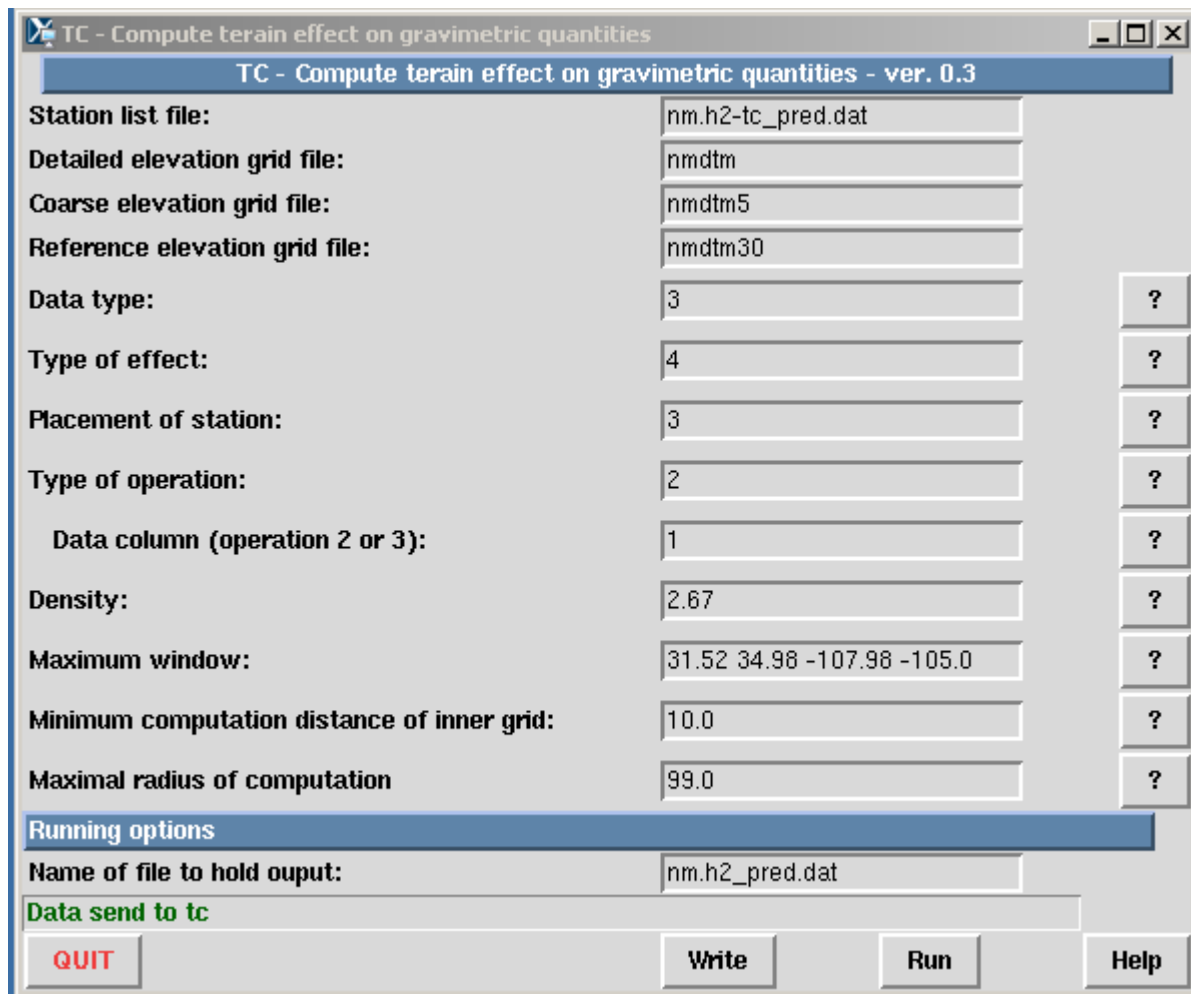 TC - Compute terain effect on gravimetric quantities
TC - Compute terain effect on gravimetric quantities - ver. 0.3
Station list file: nm.h2-tc_pred.dat
Detailed elevation grid file: nmdtm
Coarse elevation grid file: nmdtm5
Reference elevation grid file: nmdtm30
Data type: 3 ?
Type of effect: 4 ?
Placement of station: 3 ?
Type of operation: 2 ?
Data column (operation 2 or 3): 1 ?
Density: 2.67 ?
Maximum window: 31.52 34.98 -107.98 -105.0 ?
Minimum computation distance of inner grid: 10.0 ?
Maximal radius of computation 99.0 ?
Running options
Name of file to hold ouput: nm.h2_pred.dat
Data send to tc
QUIT Write Run Help